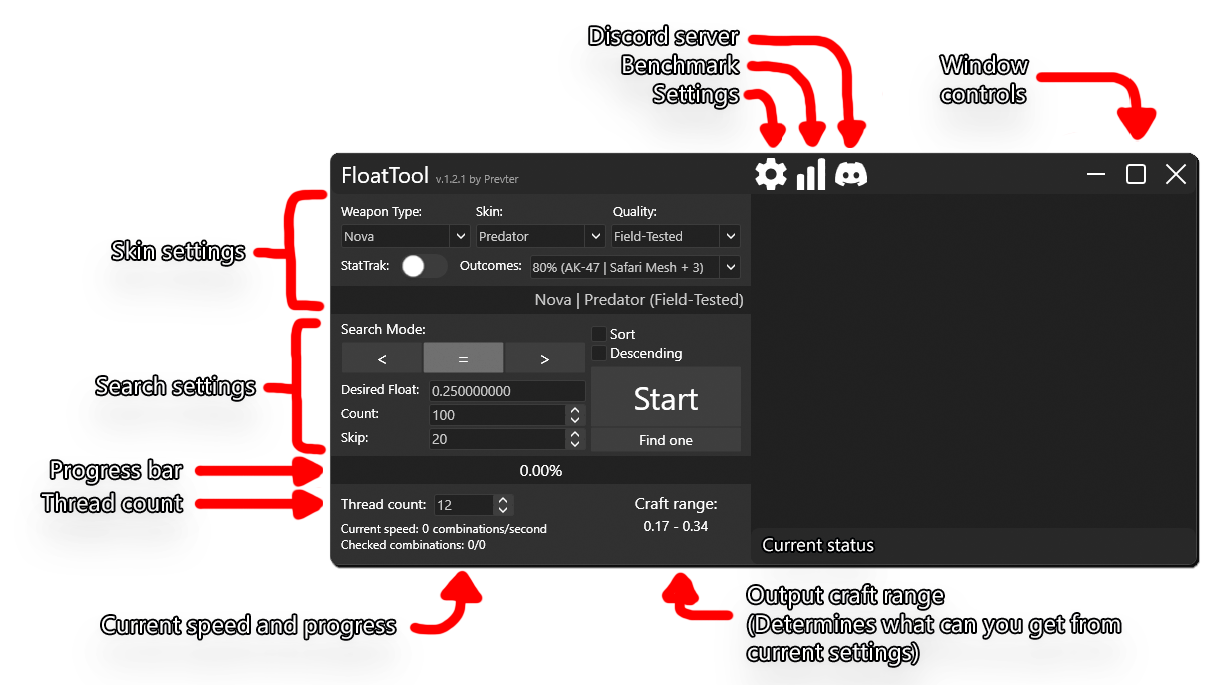 Discord server
Benchmark
Settings
Window
controls
FloatTool v.1.2.1 by Prevter
Weapon Type: Skin: Quality:
Nova Predator Field-Tested
StatTrak: Outcomes: 80% (AK-47 | Safari Mesh + 3)
Nova | Predator (Field-Tested)
Skin settings
Search Mode:
< = >
Sort
Descending
Desired Float: 0.250000000
Count: 100
Skip: 20
Start
Find one
Search settings
Progress bar
0.00%
Thread count
Thread count: 12
Current speed: 0 combinations/second
Checked combinations: 0/0
Craft range:
0.17 - 0.34
Current status
Current speed and progress
Output craft range
(Determines what can you get from
current settings)